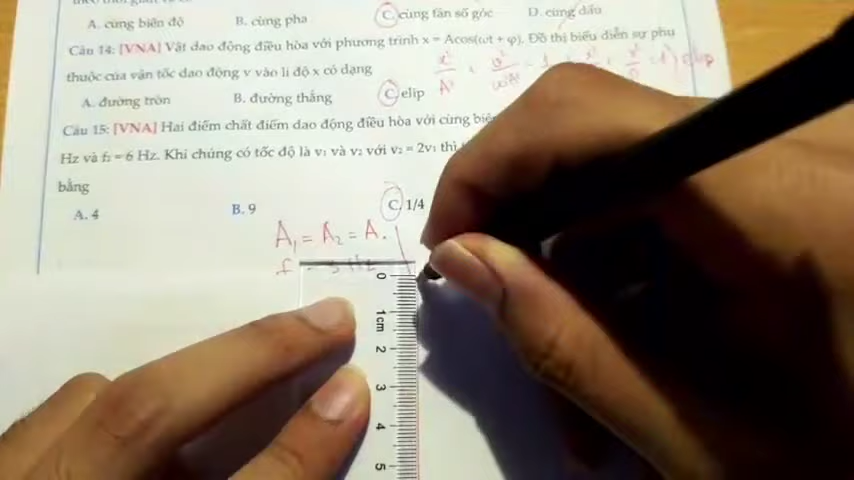 A. cùng biên độ B. cùng pha C. cùng tần số góc D. cùng dấu
Câu 14: [VNA] Vật dao động điều hòa với phương trình x = Acos(ωt + φ). Đồ thị biểu diễn sự phụ
thuộc của vận tốc dao động v vào li độ x có dạng
A. đường tròn B. đường thẳng C. elip
Câu 15: [VNA] Hai điểm chất điểm dao động điều hòa với cùng
Hz và f₂ = 6 Hz. Khi chúng có tốc độ là v₁ và v₂ với v₂ = 2v₁ thì
bằng
A. 4 B. 9 C. 1/4
A₁ = A₂ = A.
0
1cm
2
3
4
5